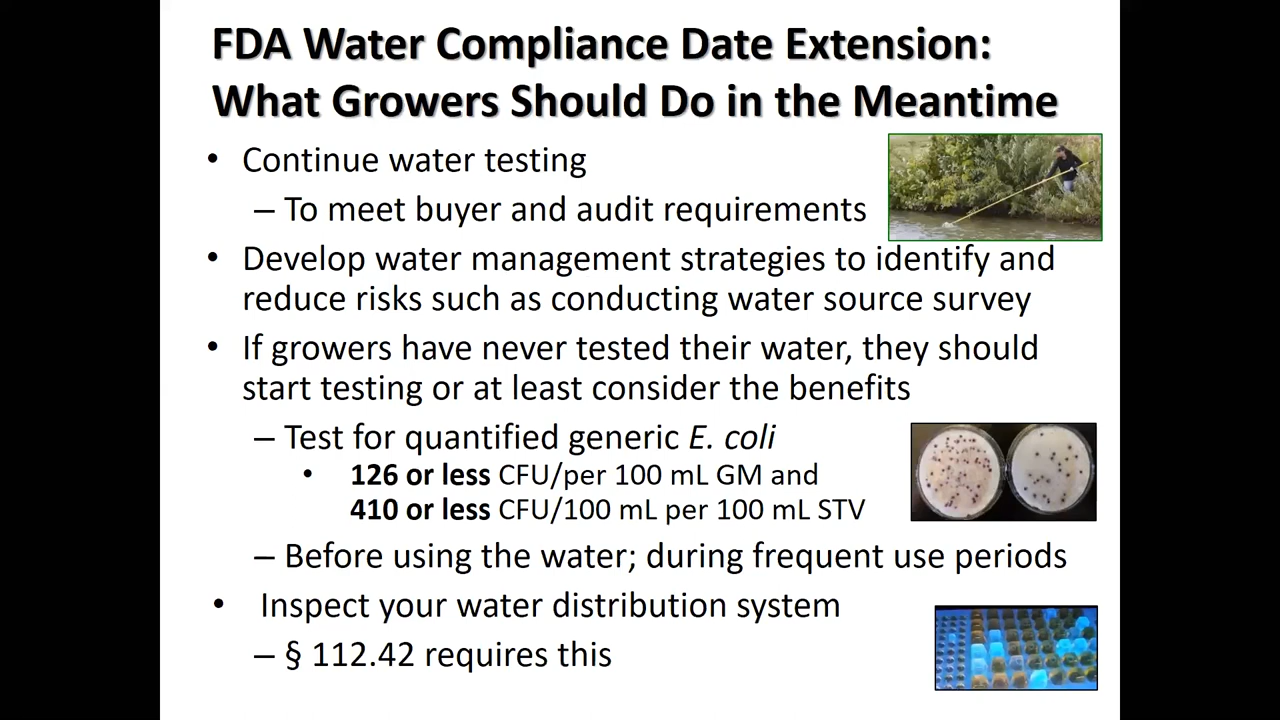 FDA Water Compliance Date Extension:
What Growers Should Do in the Meantime
• Continue water testing
– To meet buyer and audit requirements
• Develop water management strategies to identify and
reduce risks such as conducting water source survey
• If growers have never tested their water, they should
start testing or at least consider the benefits
– Test for quantified generic E. coli
• 126 or less CFU/per 100 mL GM and
410 or less CFU/100 mL per 100 mL STV
– Before using the water; during frequent use periods
• Inspect your water distribution system
– § 112.42 requires this